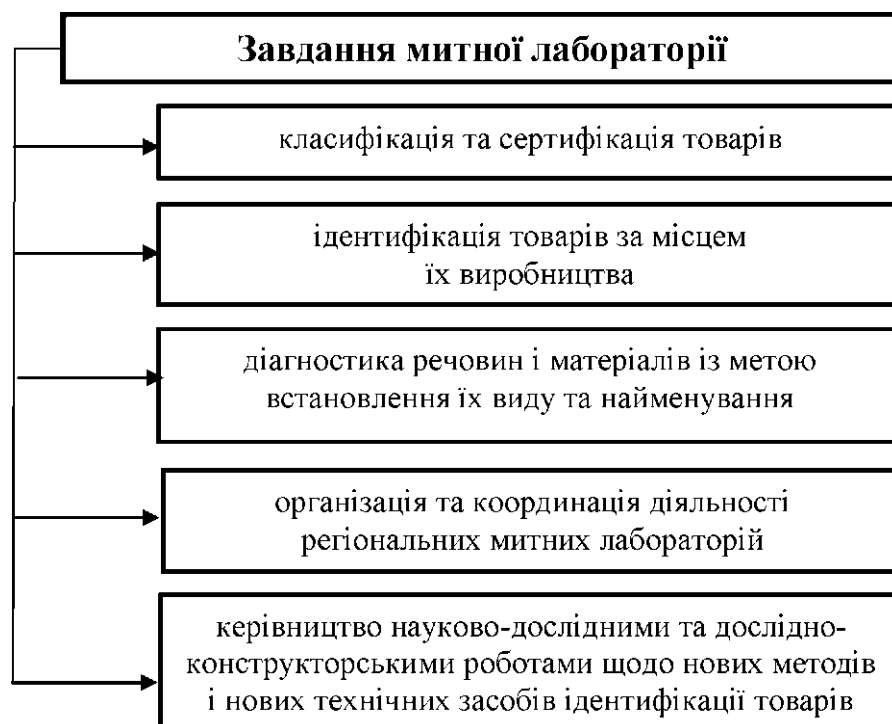 Завдання митної лабораторії
класифікація та сертифікація товарів
ідентифікація товарів за місцем
їх виробництва
діагностика речовин і матеріалів із метою
встановлення їх виду та найменування
організація та координація діяльності
регіональних митних лабораторій
керівництво науково-дослідними та дослідно-
конструкторськими роботами щодо нових методів
і нових технічних засобів ідентифікації товарів